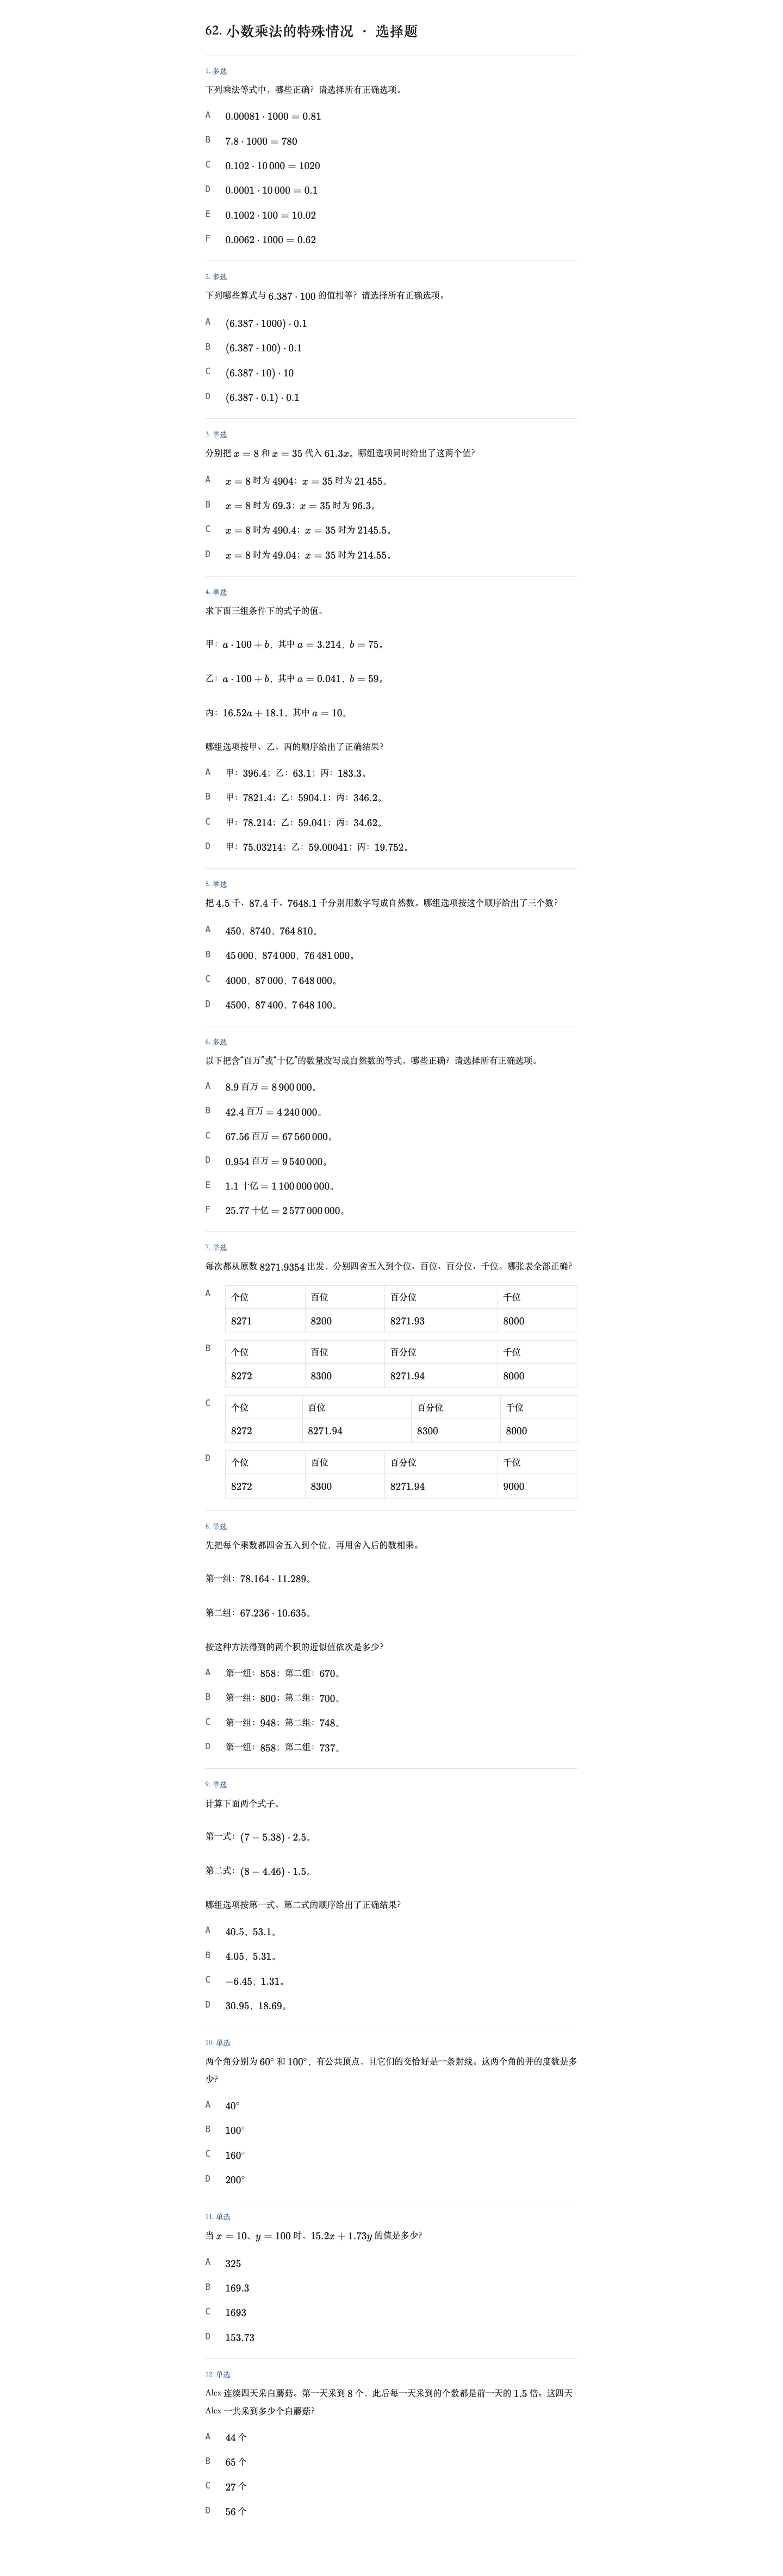 62. 小数乘法的特殊情况 · 选择题
1. 多选
下列乘法等式中，哪些正确？请选择所有正确选项。
A 0.00081 · 1000 = 0.81
B 7.8 · 1000 = 780
C 0.102 · 10 000 = 1020
D 0.0001 · 10 000 = 0.1
E 0.1002 · 100 = 10.02
F 0.0062 · 1000 = 0.62
2. 多选
下列哪些算式与 6.387 · 100 的值相等？请选择所有正确选项。
A (6.387 · 1000) · 0.1
B (6.387 · 100) · 0.1
C (6.387 · 10) · 10
D (6.387 · 0.1) · 0.1
3. 单选
分别把 x = 8 和 x = 35 代入 61.3x。哪组选项同时给出了这两个值？
A x = 8 时为 4904；x = 35 时为 21 455。
B x = 8 时为 69.3；x = 35 时为 96.3。
C x = 8 时为 490.4；x = 35 时为 2145.5。
D x = 8 时为 49.04；x = 35 时为 214.55。
4. 单选
求下面三组条件下的式子的值。
甲：a · 100 + b，其中 a = 3.214，b = 75。
乙：a · 100 + b，其中 a = 0.041，b = 59。
丙：16.52a + 18.1，其中 a = 10。
哪组选项按甲、乙、丙的顺序给出了正确结果？
A 甲：396.4；乙：63.1；丙：183.3。
B 甲：7821.4；乙：5904.1；丙：346.2。
C 甲：78.214；乙：59.041；丙：34.62。
D 甲：75.03214；乙：59.00041；丙：19.752。
5. 单选
把 4.5 千、87.4 千、7648.1 千分别用数字写成自然数。哪组选项按这个顺序给出了三个数？
A 450，8740，764 810。
B 45 000，874 000，76 481 000。
C 4000，87 000，7 648 000。
D 4500，87 400，7 648 100。
6. 多选
以下把含“百万”或“十亿”的数量改写成自然数的等式，哪些正确？请选择所有正确选项。
A 8.9 百万 = 8 900 000。
B 42.4 百万 = 4 240 000。
C 67.56 百万 = 67 560 000。
D 0.954 百万 = 9 540 000。
E 1.1 十亿 = 1 100 000 000。
F 25.77 十亿 = 2 577 000 000。
7. 单选
每次都从原数 8271.9354 出发，分别四舍五入到个位、百位、百分位、千位。哪张表全部正确？
A 个位 百位 百分位 千位
8271 8200 8271.93 8000
B 个位 百位 百分位 千位
8272 8300 8271.94 8000
C 个位 百位 百分位 千位
8272 8271.94 8300 8000
D 个位 百位 百分位 千位
8272 8300 8271.94 9000
8. 单选
先把每个乘数都四舍五入到个位，再用舍入后的数相乘。
第一组：78.164 · 11.289。
第二组：67.236 · 10.635。
按这种方法得到的两个积的近似值依次是多少？
A 第一组：858；第二组：670。
B 第一组：800；第二组：700。
C 第一组：948；第二组：748。
D 第一组：858；第二组：737。
9. 单选
计算下面两个式子。
第一式：(7 − 5.38) · 2.5。
第二式：(8 − 4.46) · 1.5。
哪组选项按第一式、第二式的顺序给出了正确结果？
A 40.5，53.1。
B 4.05，5.31。
C −6.45，1.31。
D 30.95，18.69。
10. 单选
两个角分别为 60° 和 100°，有公共顶点，且它们的交恰好是一条射线。这两个角的并的度数是多
少？
A 40°
B 100°
C 160°
D 200°
11. 单选
当 x = 10、y = 100 时，15.2x + 1.73y 的值是多少？
A 325
B 169.3
C 1693
D 153.73
12. 单选
Alex 连续四天采白蘑菇。第一天采到 8 个，此后每一天采到的个数都是前一天的 1.5 倍。这四天
Alex 一共采到多少个白蘑菇？
A 44 个
B 65 个
C 27 个
D 56 个